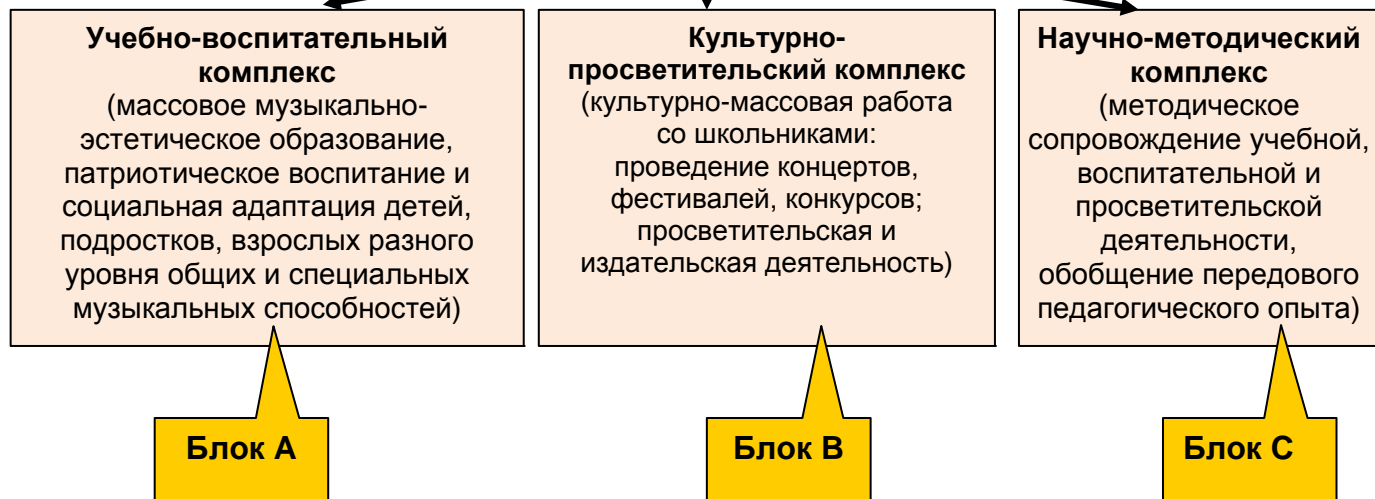 Учебно-воспитательный
комплекс
(массовое музыкально-
эстетическое образование,
патриотическое воспитание и
социальная адаптация детей,
подростков, взрослых разного
уровня общих и специальных
музыкальных способностей)
Культурно-
просветительский комплекс
(культурно-массовая работа
со школьниками:
проведение концертов,
фестивалей, конкурсов;
просветительская и
издательская деятельность)
Научно-методический
комплекс
(методическое
сопровождение учебной,
воспитательной и
просветительской
деятельности,
обобщение передового
педагогического опыта)
Блок А
Блок В
Блок С